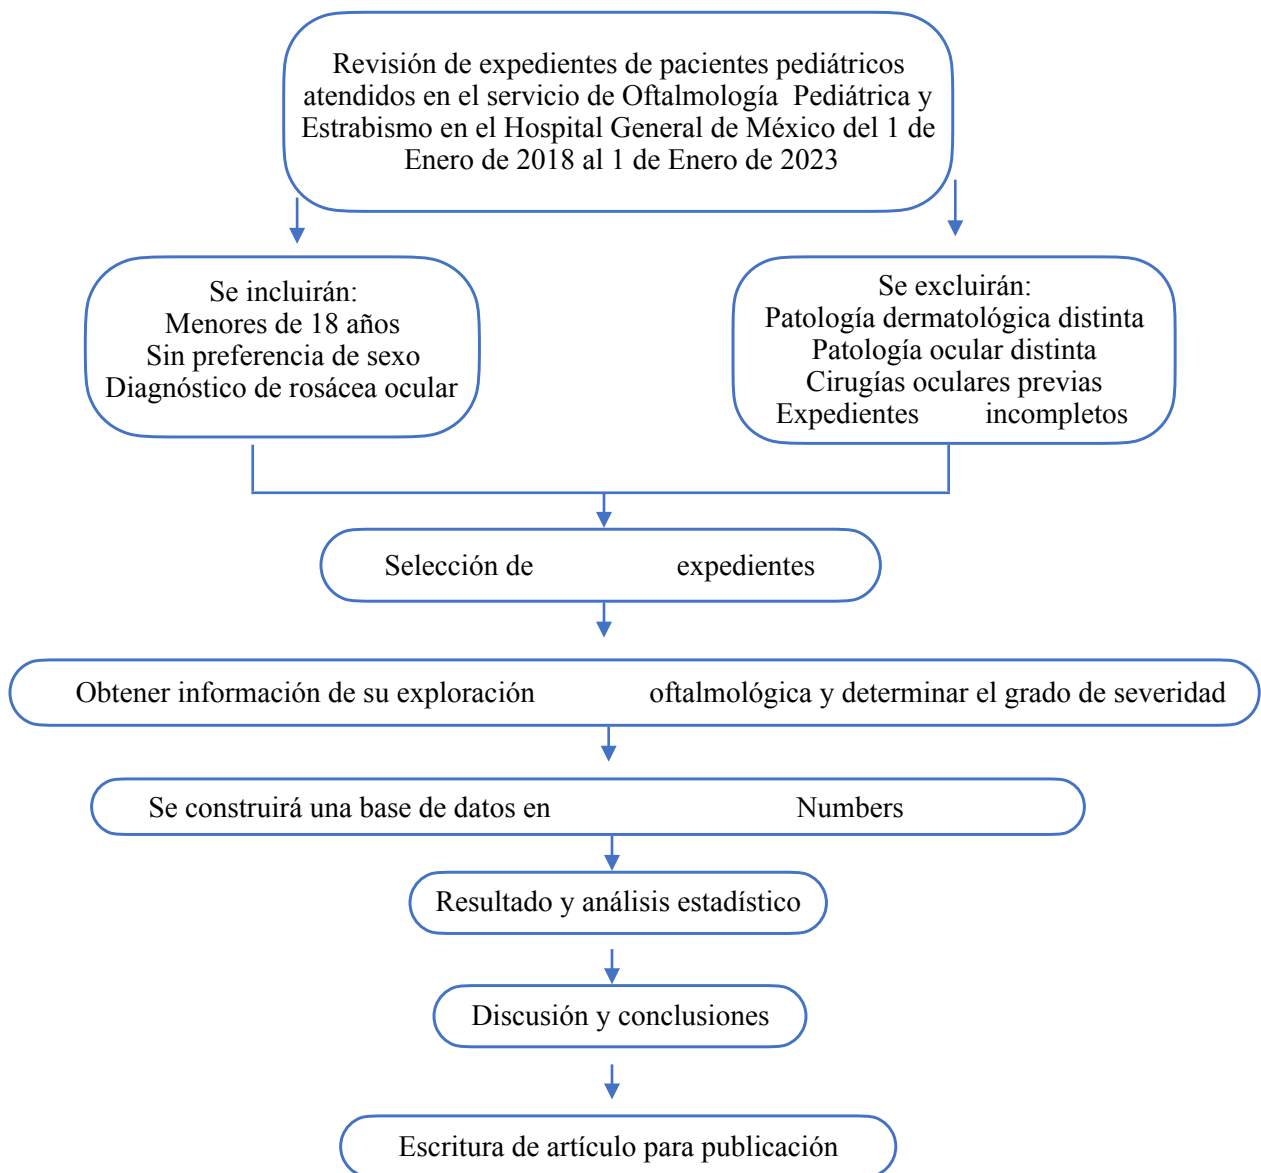 Revisión de expedientes de pacientes pediátricos
atendidos en el servicio de Oftalmología Pediátrica y
Estrabismo en el Hospital General de México del 1 de
Enero de 2018 al 1 de Enero de 2023
Se incluirán:
Menores de 18 años
Sin preferencia de sexo
Diagnóstico de rosácea ocular
Se excluirán:
Patología dermatológica distinta
Patología ocular distinta
Cirugías oculares previas
Expedientes incompletos
Selección de expedientes
Obtener información de su exploración oftalmológica y determinar el grado de severidad
Se construirá una base de datos en Numbers
Resultado y análisis estadístico
Discusión y conclusiones
Escritura de artículo para publicación